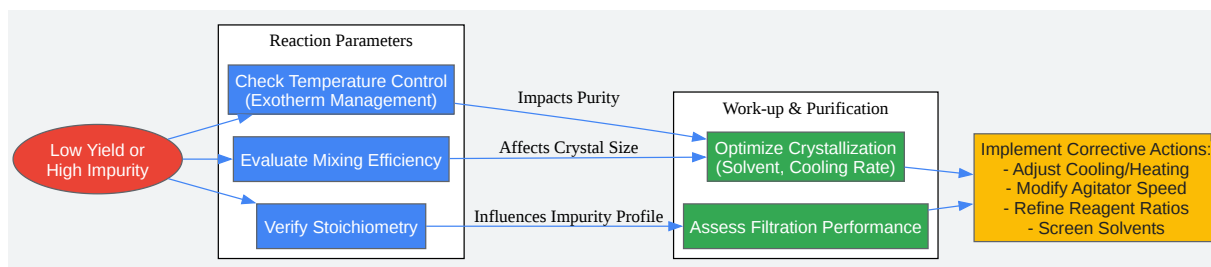 Low Yield or
High Impurity
Reaction Parameters
Check Temperature Control
(Exotherm Management)
Evaluate Mixing Efficiency
Verify Stoichiometry
Impacts Purity
Affects Crystal Size
Influences Impurity Profile
Work-up & Purification
Optimize Crystallization
(Solvent, Cooling Rate)
Assess Filtration Performance
Implement Corrective Actions:
- Adjust Cooling/Heating
- Modify Agitator Speed
- Refine Reagent Ratios
- Screen Solvents